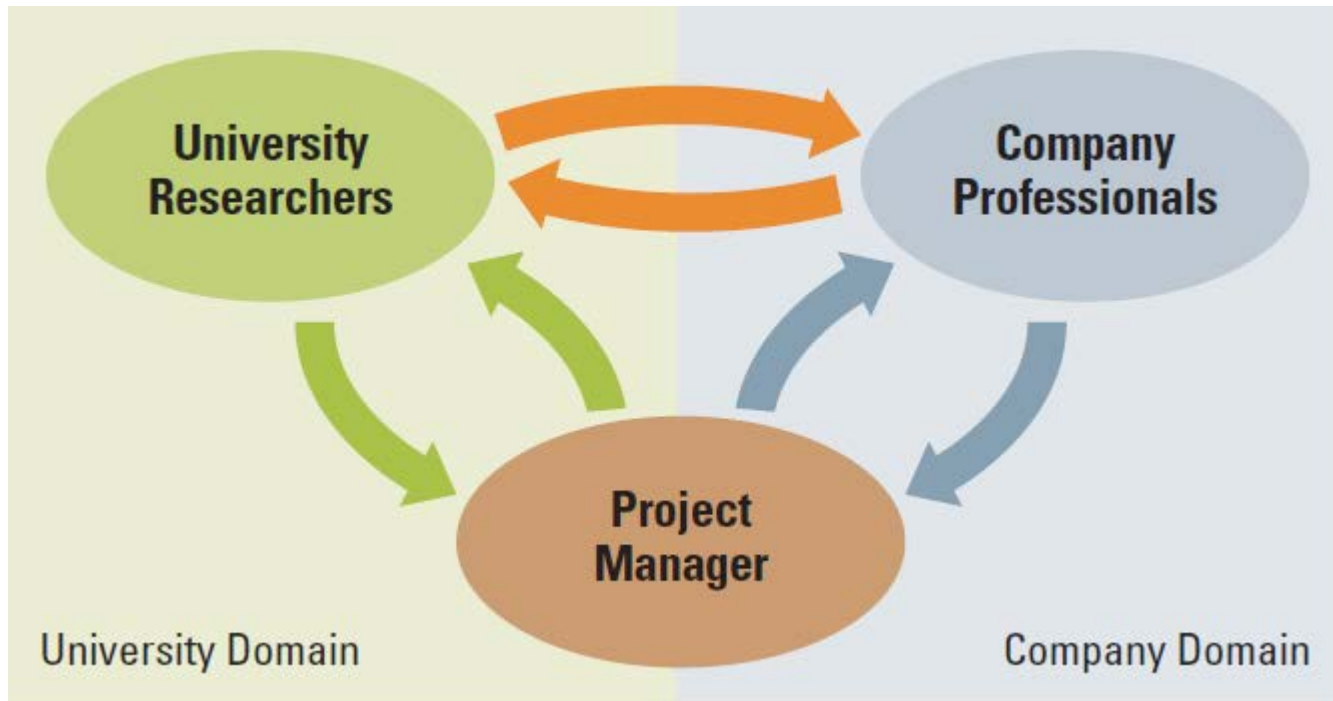 University
Researchers
Company
Professionals
Project
Manager
University Domain
Company Domain